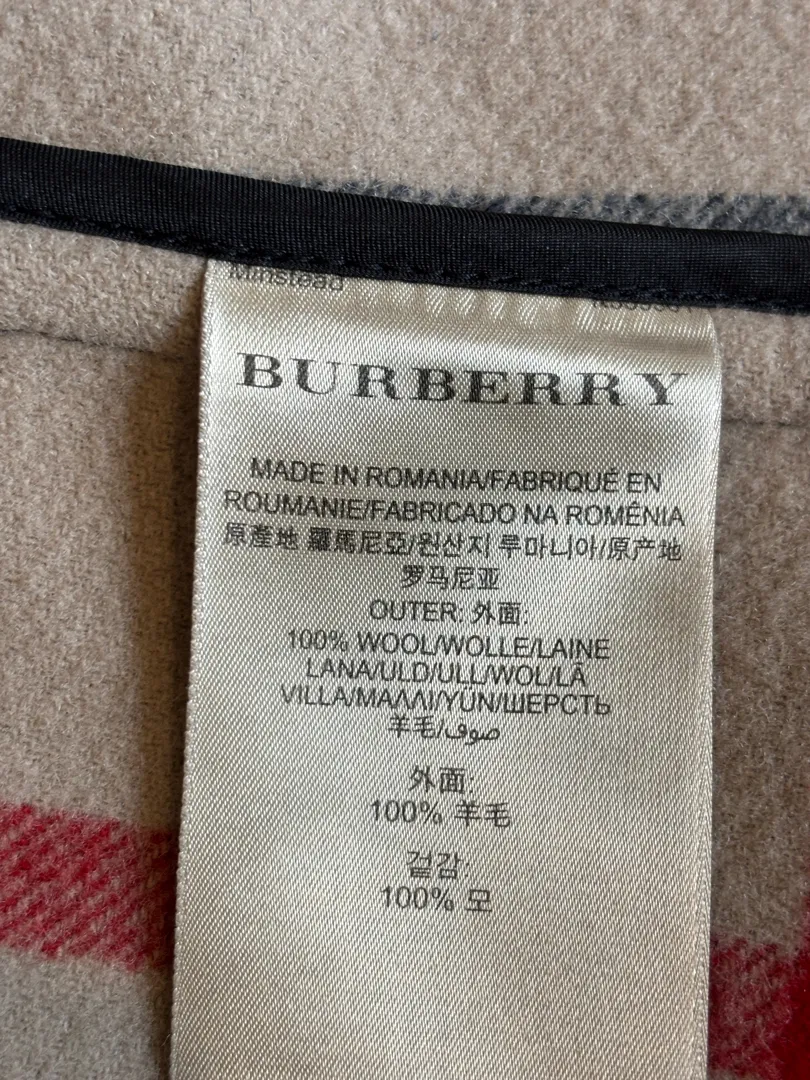 Minstead
BURBERRY
MADE IN ROMANIA/FABRIQUÉ EN
ROUMANIE/FABRICADO NA ROMÉNIA
原產地 羅馬尼亞/원산지 루마니아/原产地
罗马尼亚
OUTER: 外面:
100% WOOL/WOLLE/LAINE
LANA/ULD/ULL/WOL/LÃ
VILLA/ΜΑΛΛΙ/YÜN/ШЕРСТЬ
羊毛/صوف
外面:
100% 羊毛
겉감:
100% 모